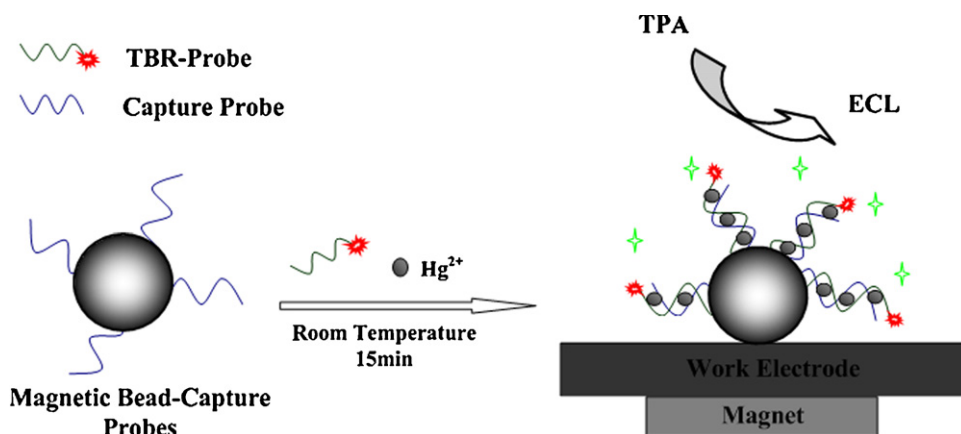 TBR-Probe
Capture Probe
TPA
ECL
Hg²⁺
Room Temperature
15min
Magnetic Bead-Capture
Probes
Work Electrode
Magnet